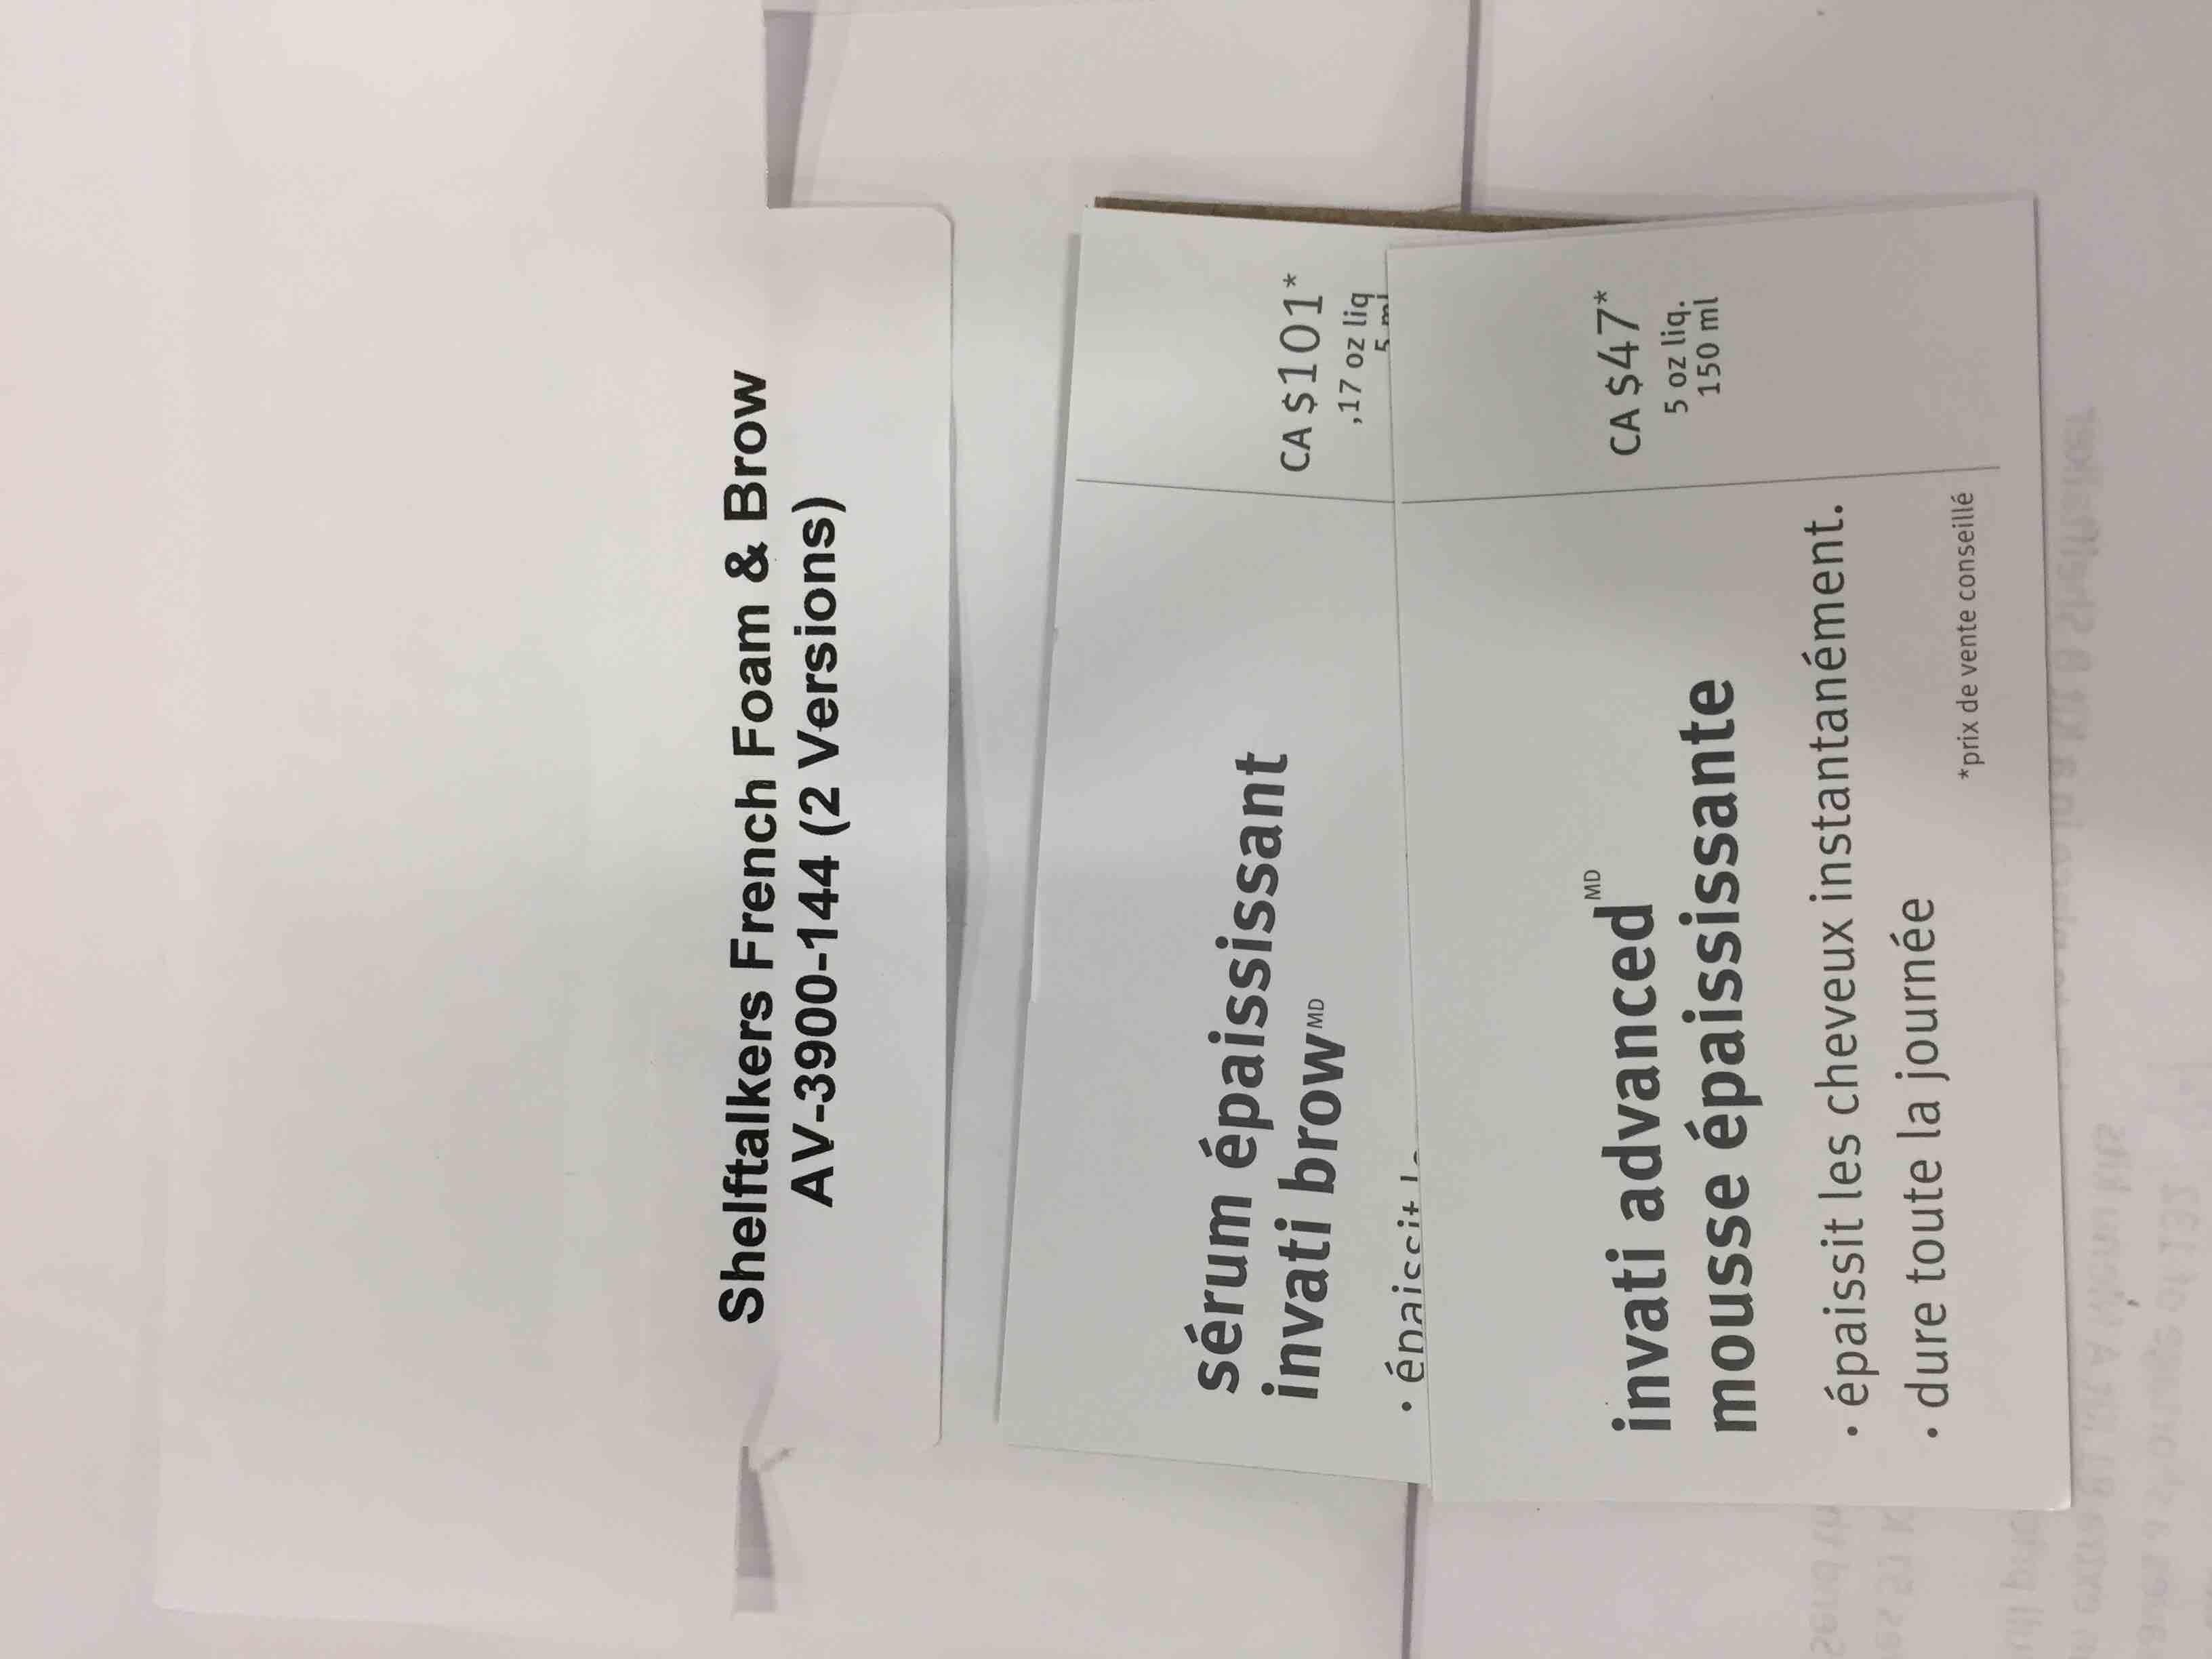 Shelftalkers French Foam & Brow
AV-3900-144 (2 Versions)
sérum épaississant
invati brow MD
CA $101*
,17 oz liq
5 ml
invati advanced MD
mousse épaississante
• épaissit les cheveux instantanément.
• dure toute la journée
CA $47*
5 oz liq.
150 ml
*prix de vente conseillé